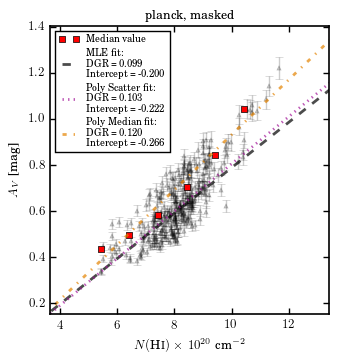 planck, masked
Median value
MLE fit:
DGR = 0.099
Intercept = -0.200
Poly Scatter fit:
DGR = 0.103
Intercept = -0.222
Poly Median fit:
DGR = 0.120
Intercept = -0.266
1.4
1.2
1.0
0.8
0.6
0.4
0.2
A_V [mag]
4 6 8 10 12
N(HI) × 10^20 cm^−2